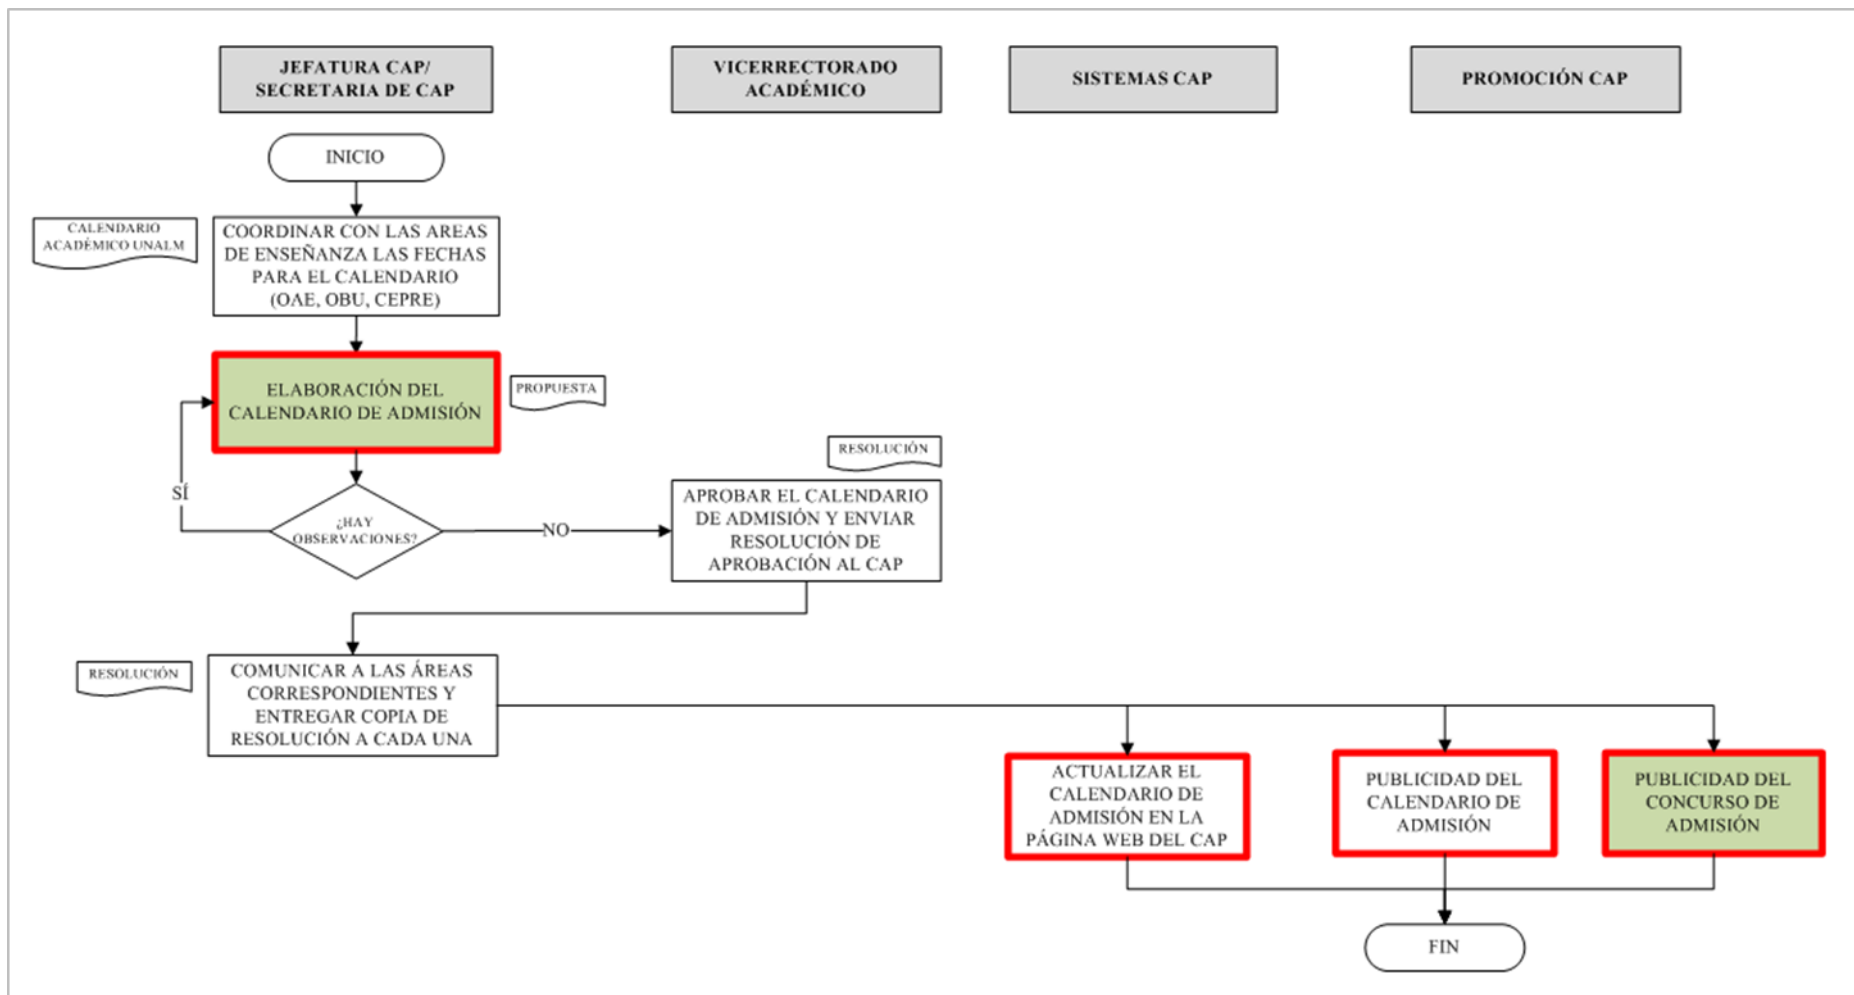 JEFATURA CAP/
SECRETARIA DE CAP
VICERRECTORADO
ACADÉMICO
SISTEMAS CAP
PROMOCIÓN CAP
INICIO
CALENDARIO
ACADÉMICO UNALM
COORDINAR CON LAS AREAS
DE ENSEÑANZA LAS FECHAS
PARA EL CALENDARIO
(OAE, OBU, CEPRE)
ELABORACIÓN DEL
CALENDARIO DE ADMISIÓN
PROPUESTA
SÍ
¿HAY
OBSERVACIONES?
NO
RESOLUCIÓN
APROBAR EL CALENDARIO
DE ADMISIÓN Y ENVIAR
RESOLUCIÓN DE
APROBACIÓN AL CAP
RESOLUCIÓN
COMUNICAR A LAS ÁREAS
CORRESPONDIENTES Y
ENTREGAR COPIA DE
RESOLUCIÓN A CADA UNA
ACTUALIZAR EL
CALENDARIO DE
ADMISIÓN EN LA
PÁGINA WEB DEL CAP
PUBLICIDAD DEL
CALENDARIO DE
ADMISIÓN
PUBLICIDAD DEL
CONCURSO DE
ADMISIÓN
FIN